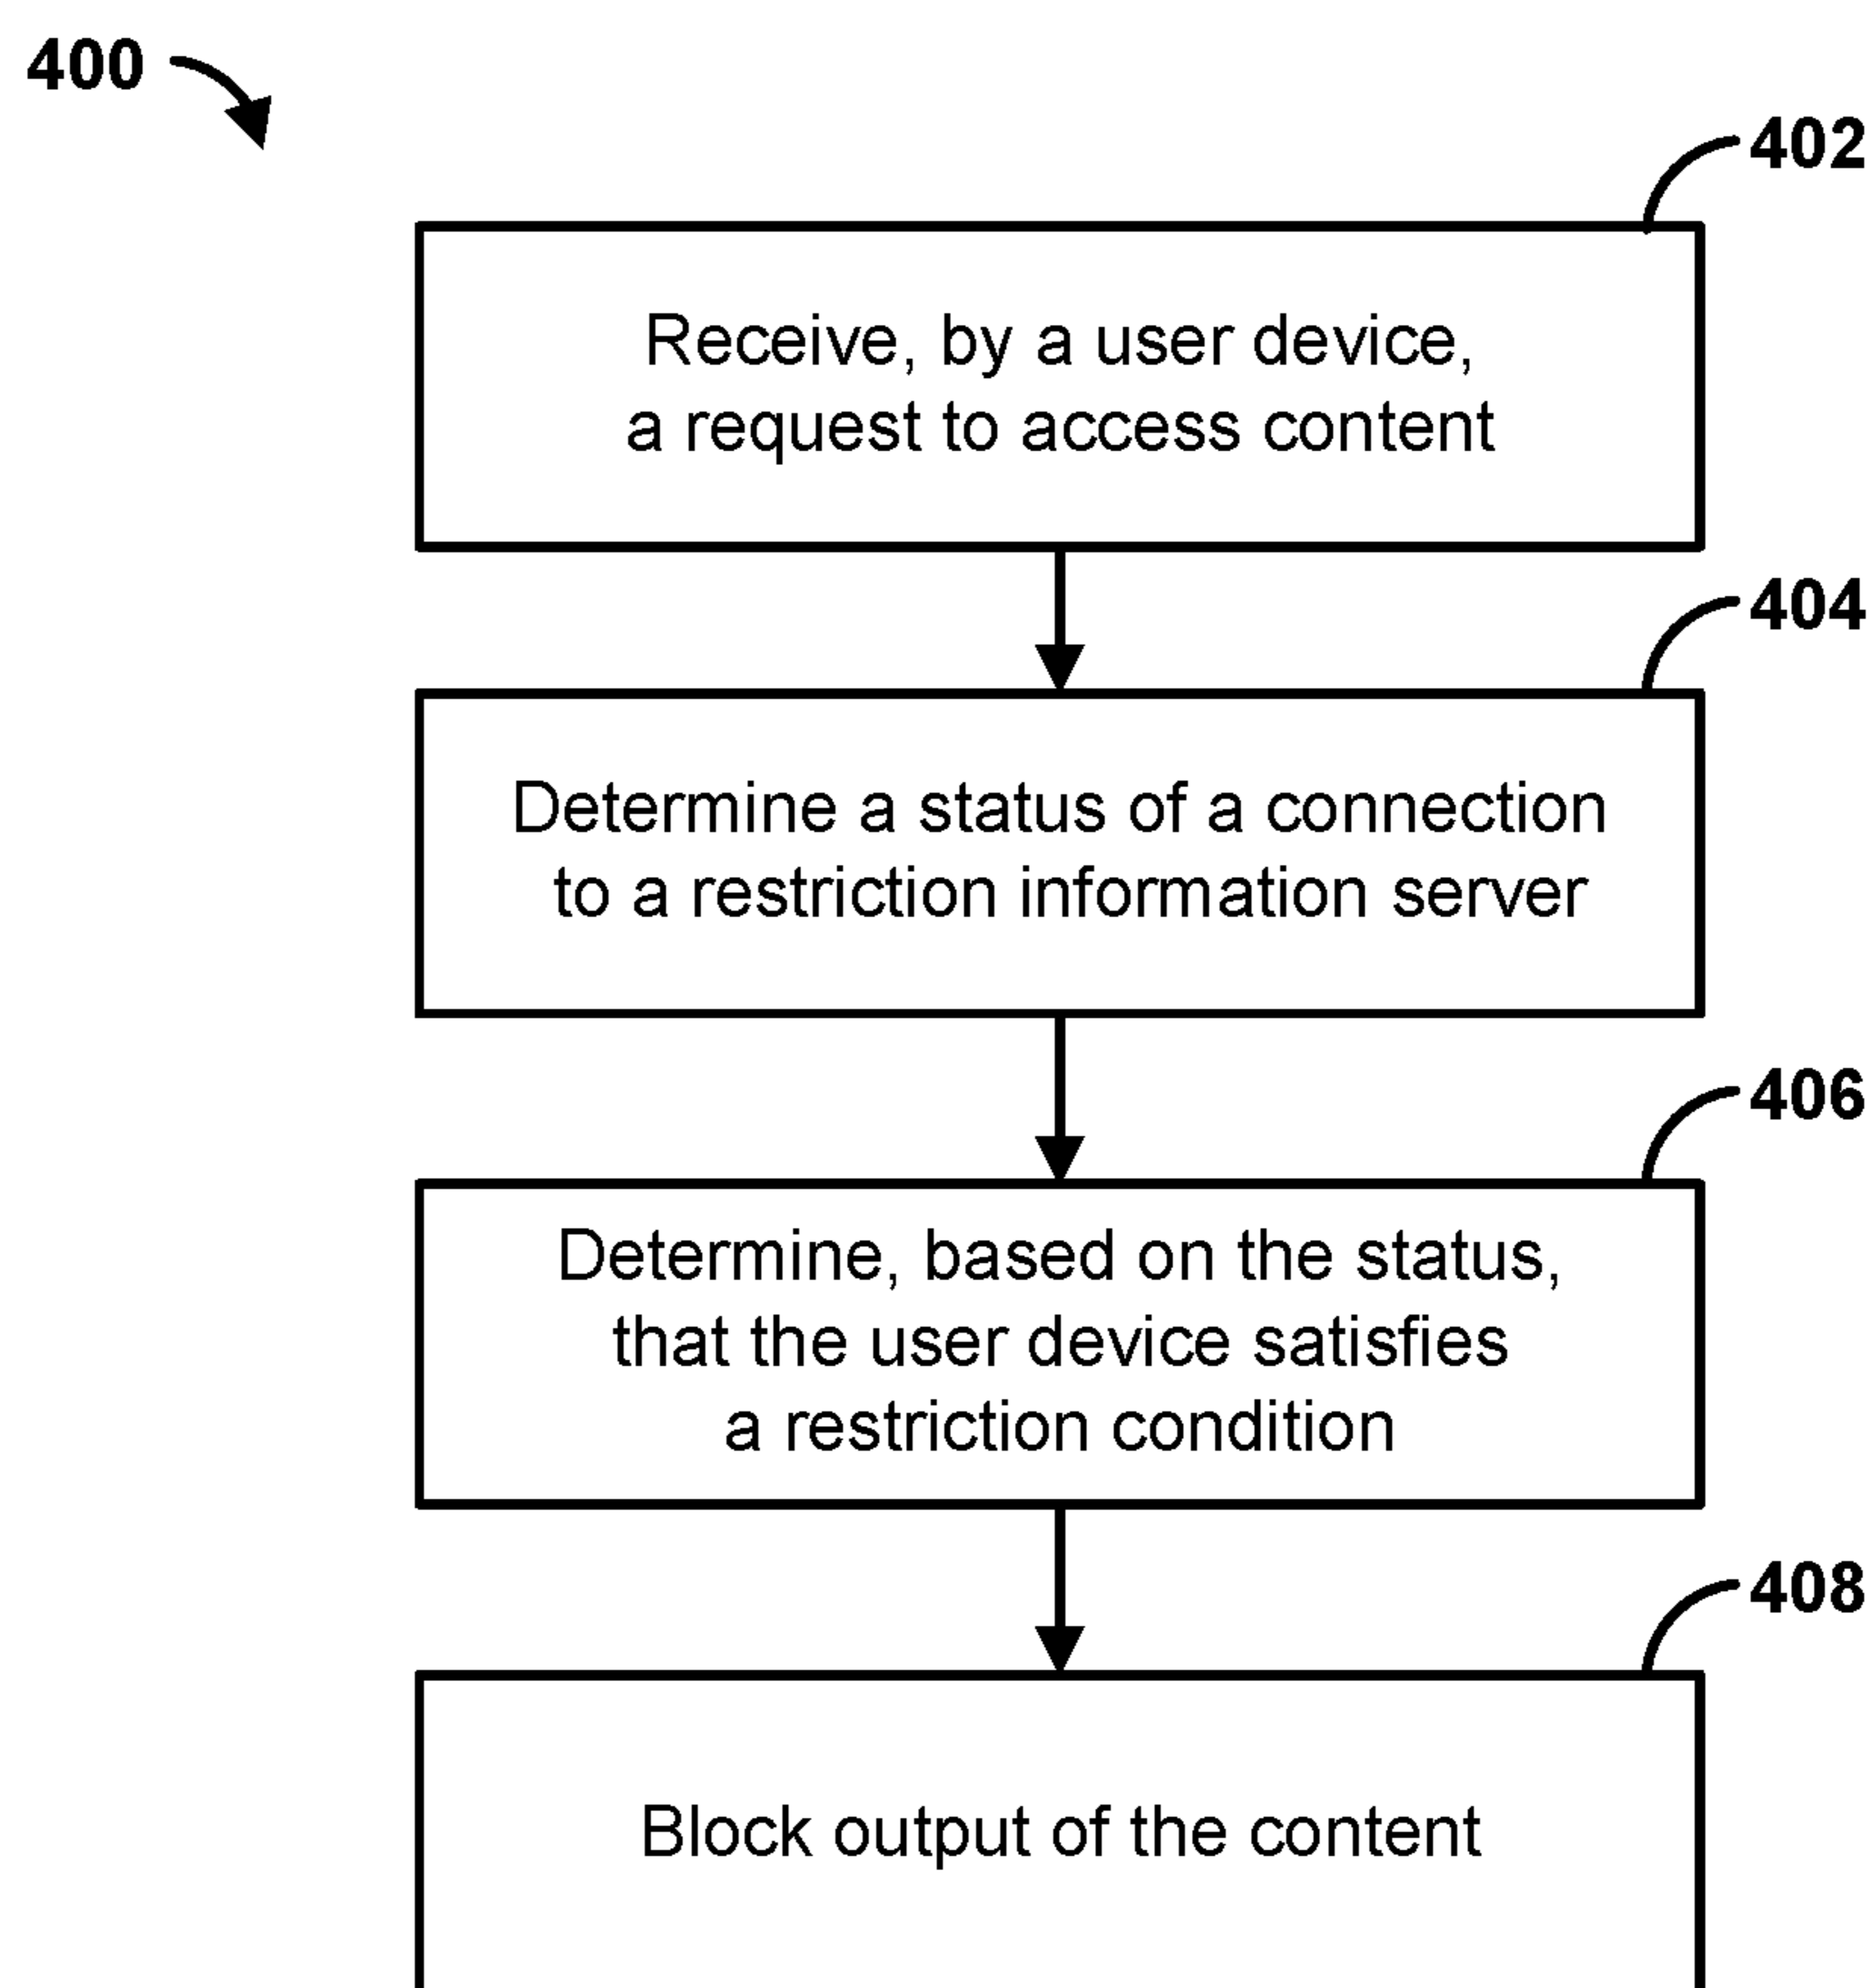 400
402
Receive, by a user device,
a request to access content
404
Determine a status of a connection
to a restriction information server
406
Determine, based on the status,
that the user device satisfies
a restriction condition
408
Block output of the content